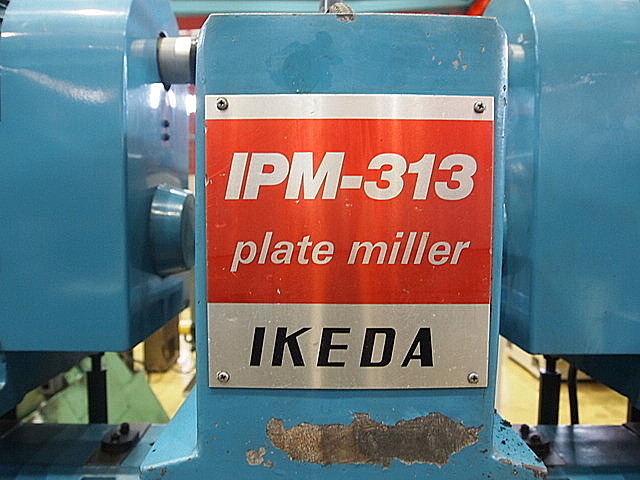 IPM-313
plate miller
IKEDA